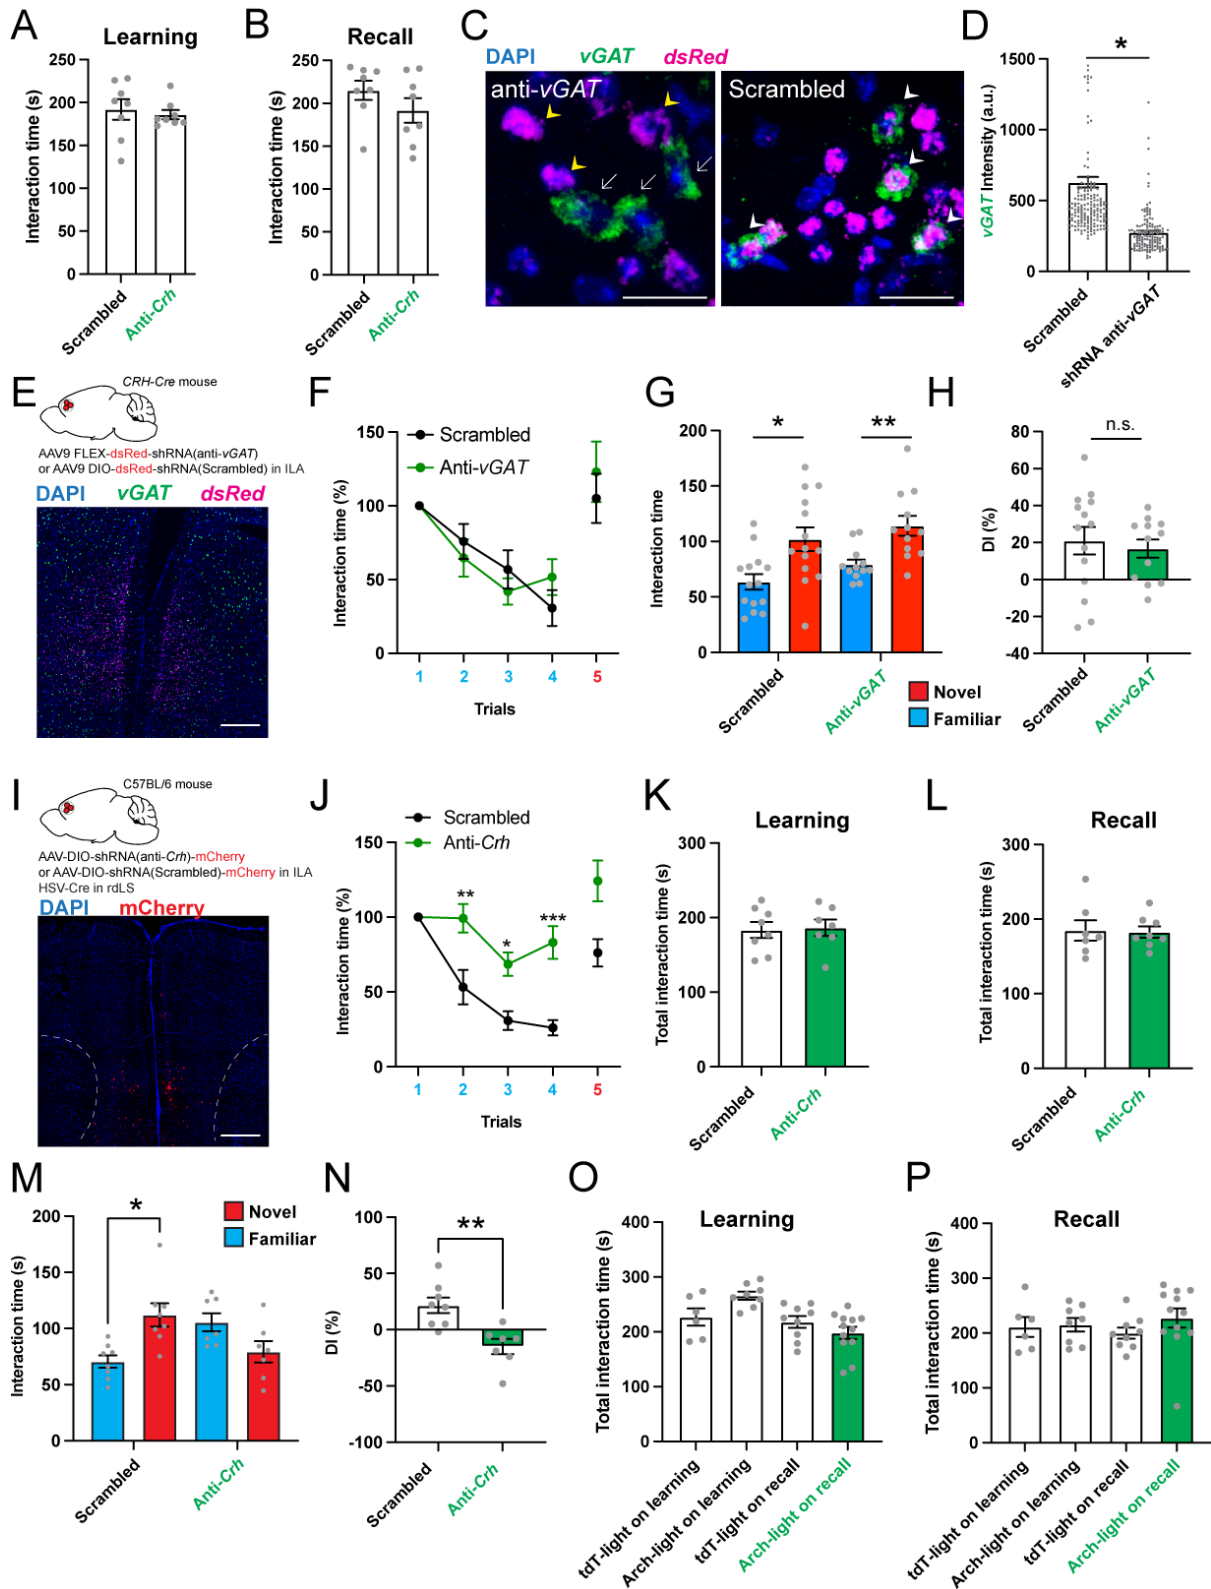 A
Learning
Interaction time (s)
250
200
150
100
50
0
Scrambled
Anti-Crh
B
Recall
Interaction time (s)
250
200
150
100
50
0
Scrambled
Anti-Crh
C
DAPI vGAT dsRed
anti-vGAT
Scrambled
D
*
vGAT Intensity (a.u.)
1500
1000
500
0
Scrambled
shRNA anti-vGAT
E
CRH-Cre mouse
AAV9 FLEX-dsRed-shRNA(anti-vGAT)
or AAV9 DIO-dsRed-shRNA(Scrambled) in ILA
DAPI vGAT dsRed
F
Scrambled
Anti-vGAT
Interaction time (%)
150
100
50
0
1 2 3 4 5
Trials
G
* **
Interaction time
200
150
100
50
0
Scrambled
Anti-vGAT
Novel
Familiar
H
n.s.
DI (%)
80
60
40
20
0
-20
-40
Scrambled
Anti-vGAT
I
C57BL/6 mouse
AAV-DIO-shRNA(anti-Crh)-mCherry
or AAV-DIO-shRNA(Scrambled)-mCherry in ILA
HSV-Cre in rdLS
DAPI mCherry
J
Scrambled
Anti-Crh
Interaction time (%)
150
100
50
0
** * ***
1 2 3 4 5
Trials
K
Learning
Total interaction time (s)
300
200
100
0
Scrambled
Anti-Crh
L
Recall
Total interaction time (s)
300
200
100
0
Scrambled
Anti-Crh
M
*
Novel
Familiar
Interaction time (s)
200
150
100
50
0
Scrambled
Anti-Crh
N
**
DI (%)
100
50
0
-50
-100
Scrambled
Anti-Crh
O
Learning
Total interaction time (s)
400
300
200
100
0
tdT-light on learning
Arch-light on learning
tdT-light on recall
Arch-light on recall
P
Recall
Total interaction time (s)
400
300
200
100
0
tdT-light on learning
Arch-light on learning
tdT-light on recall
Arch-light on recall